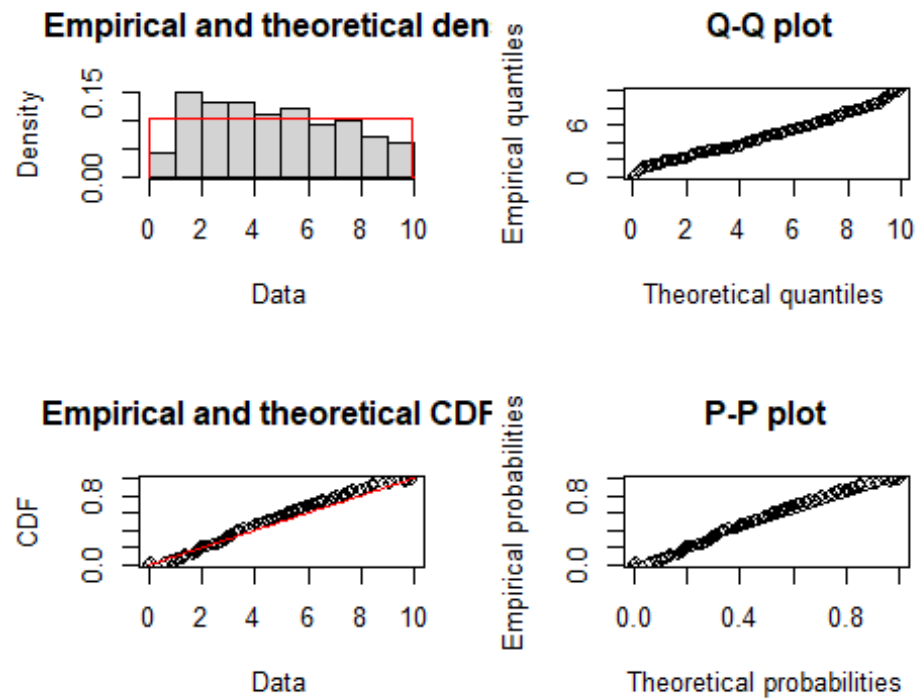 Empirical and theoretical den
Density
0.00
0.15
0 2 4 6 8 10
Data
Q-Q plot
Empirical quantiles
0
6
0 2 4 6 8 10
Theoretical quantiles
Empirical and theoretical CDF
CDF
0.0
0.8
0 2 4 6 8 10
Data
P-P plot
Empirical probabilities
0.0
0.8
0.0 0.4 0.8
Theoretical probabilities